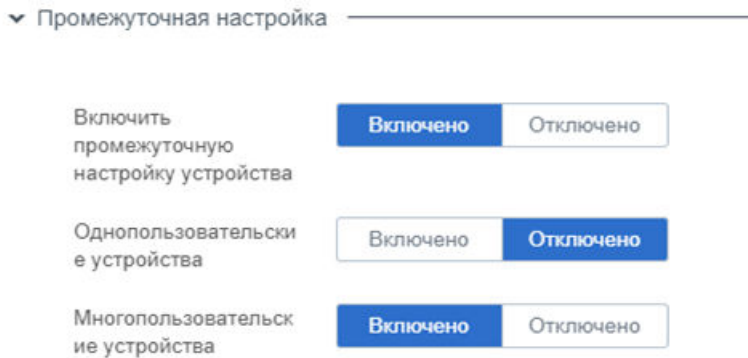 Промежуточная настройка
Включить
промежуточную
настройку устройства
Включено Отключено
Однопользовательски
е устройства
Включено Отключено
Многопользовательск
ие устройства
Включено Отключено